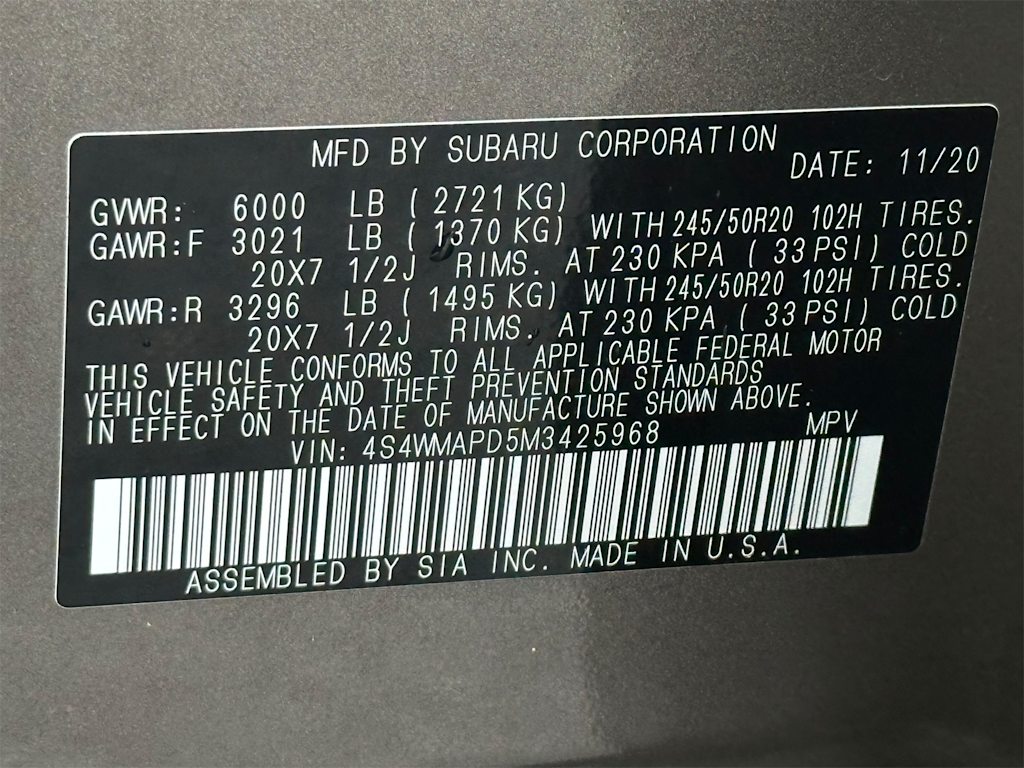 MFD BY SUBARU CORPORATION DATE: 11/20
GVWR: 6000 LB ( 2721 KG)
GAWR:F 3021 LB ( 1370 KG) WITH 245/50R20 102H TIRES.
20X7 1/2J RIMS. AT 230 KPA ( 33 PSI) COLD
GAWR:R 3296 LB ( 1495 KG) WITH 245/50R20 102H TIRES.
20X7 1/2J RIMS. AT 230 KPA ( 33 PSI) COLD
THIS VEHICLE CONFORMS TO ALL APPLICABLE FEDERAL MOTOR
VEHICLE SAFETY AND THEFT PREVENTION STANDARDS
IN EFFECT ON THE DATE OF MANUFACTURE SHOWN ABOVE.
VIN: 4S4WMAPD5M3425968 MPV
ASSEMBLED BY SIA INC. MADE IN U.S.A.